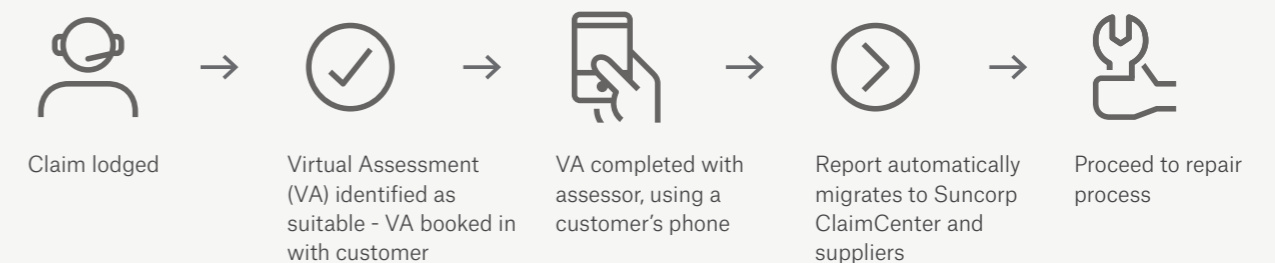 Claim lodged
Virtual Assessment
(VA) identified as
suitable - VA booked in
with customer
VA completed with
assessor, using a
customer's phone
Report automatically
migrates to Suncorp
ClaimCenter and
suppliers
Proceed to repair
process